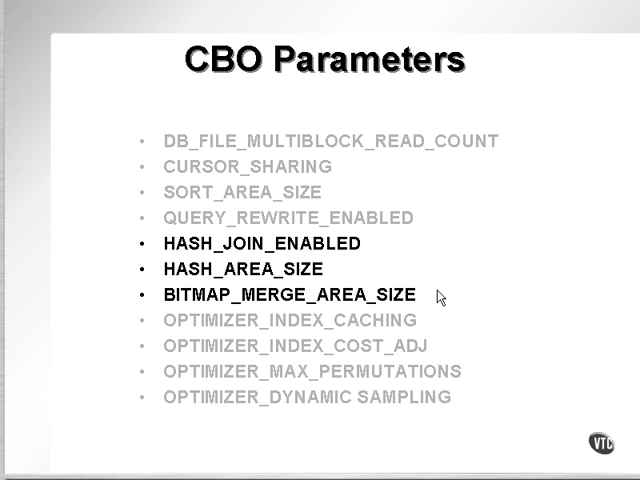 CBO Parameters
• DB_FILE_MULTIBLOCK_READ_COUNT
• CURSOR_SHARING
• SORT_AREA_SIZE
• QUERY_REWRITE_ENABLED
• HASH_JOIN_ENABLED
• HASH_AREA_SIZE
• BITMAP_MERGE_AREA_SIZE
• OPTIMIZER_INDEX_CACHING
• OPTIMIZER_INDEX_COST_ADJ
• OPTIMIZER_MAX_PERMUTATIONS
• OPTIMIZER_DYNAMIC SAMPLING
VTC